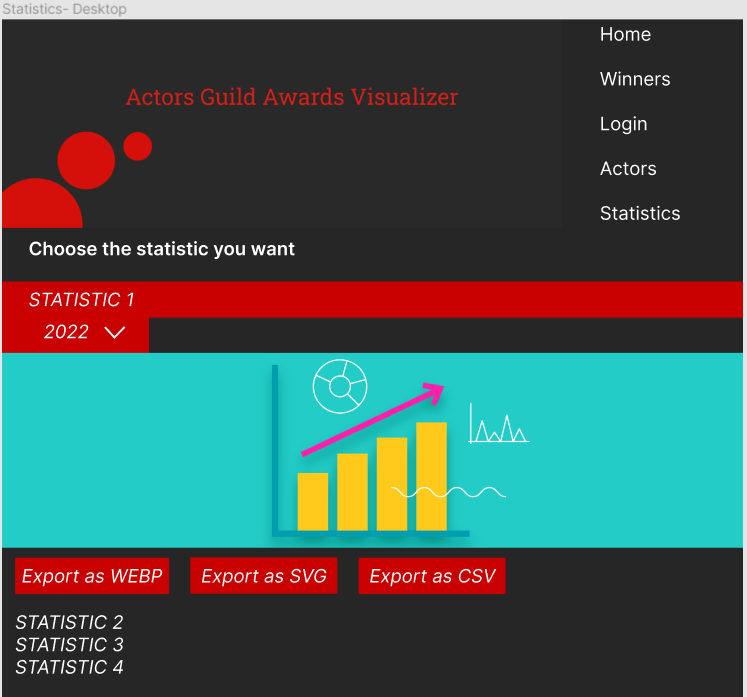 Statistics- Desktop
Actors Guild Awards Visualizer
Home
Winners
Login
Actors
Statistics
Choose the statistic you want
STATISTIC 1
2022
Export as WEBP
Export as SVG
Export as CSV
STATISTIC 2
STATISTIC 3
STATISTIC 4